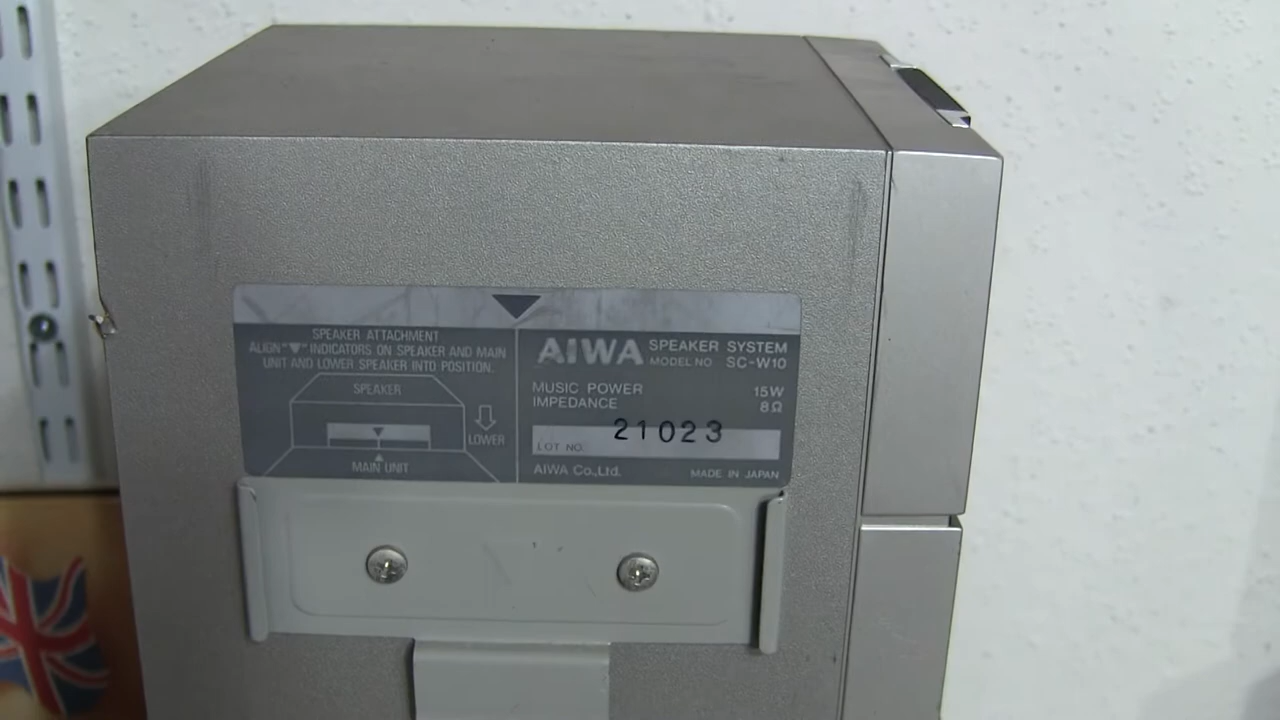 SPEAKER ATTACHMENT
ALIGN "▼" INDICATORS ON SPEAKER AND MAIN
UNIT AND LOWER SPEAKER INTO POSITION.
SPEAKER
LOWER
MAIN UNIT
AIWA SPEAKER SYSTEM
MODEL NO SC-W10
MUSIC POWER 15W
IMPEDANCE 8Ω
LOT NO. 21023
AIWA Co.,Ltd. MADE IN JAPAN